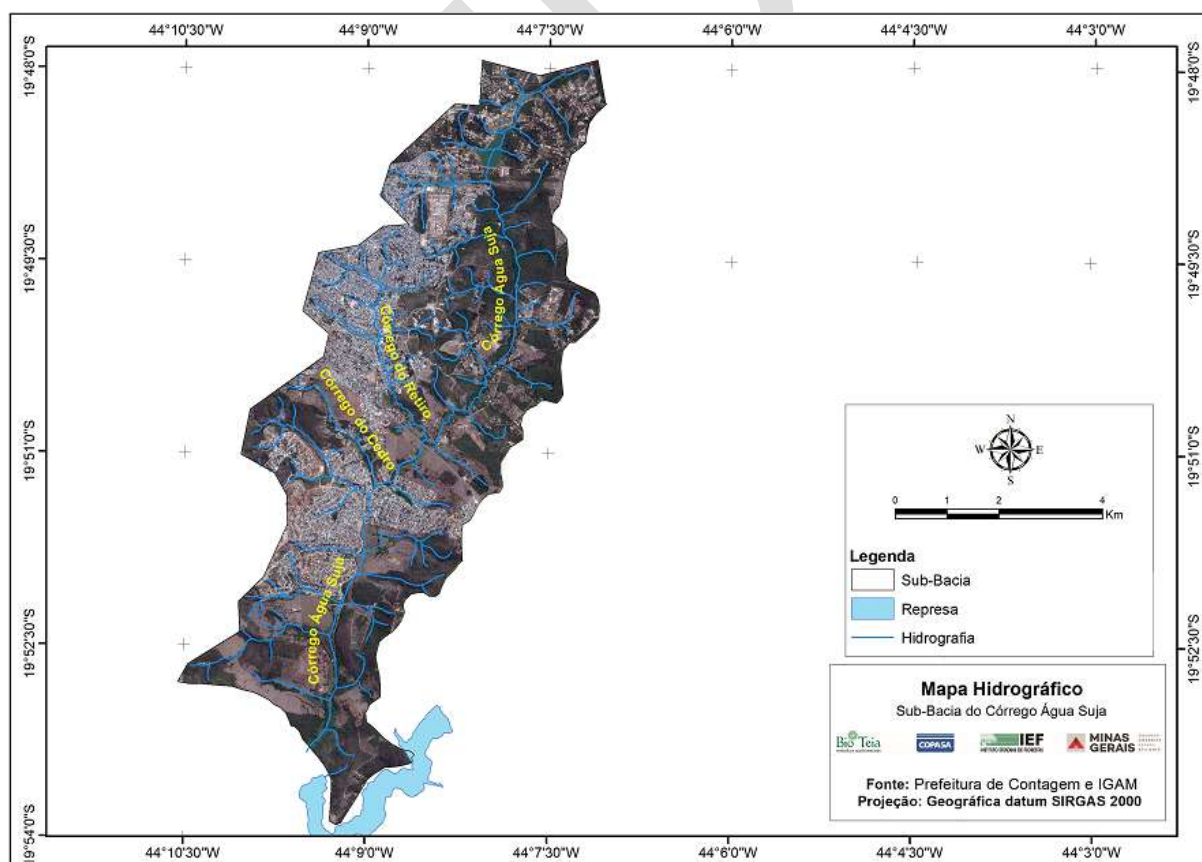 44°10'30"W 44°9'0"W 44°7'30"W 44°6'0"W 44°4'30"W 44°3'0"W
19°48'0"S 19°48'0"S
19°49'30"S 19°49'30"S
Córrego Água Suja
Córrego do Retiro
Córrego do Cedro
19°51'0"S 19°51'0"S
Córrego Água Suja
N
W E
S
0 1 2 4
Km
Legenda
Sub-Bacia
Represa
Hidrografia
19°52'30"S 19°52'30"S
Mapa Hidrográfico
Sub-Bacia do Córrego Água Suja
Bio Teia
COPASA
IEF
MINAS
GERAIS
Fonte: Prefeitura de Contagem e IGAM
Projeção: Geográfica datum SIRGAS 2000
19°54'0"S 19°54'0"S
44°10'30"W 44°9'0"W 44°7'30"W 44°6'0"W 44°4'30"W 44°3'0"W